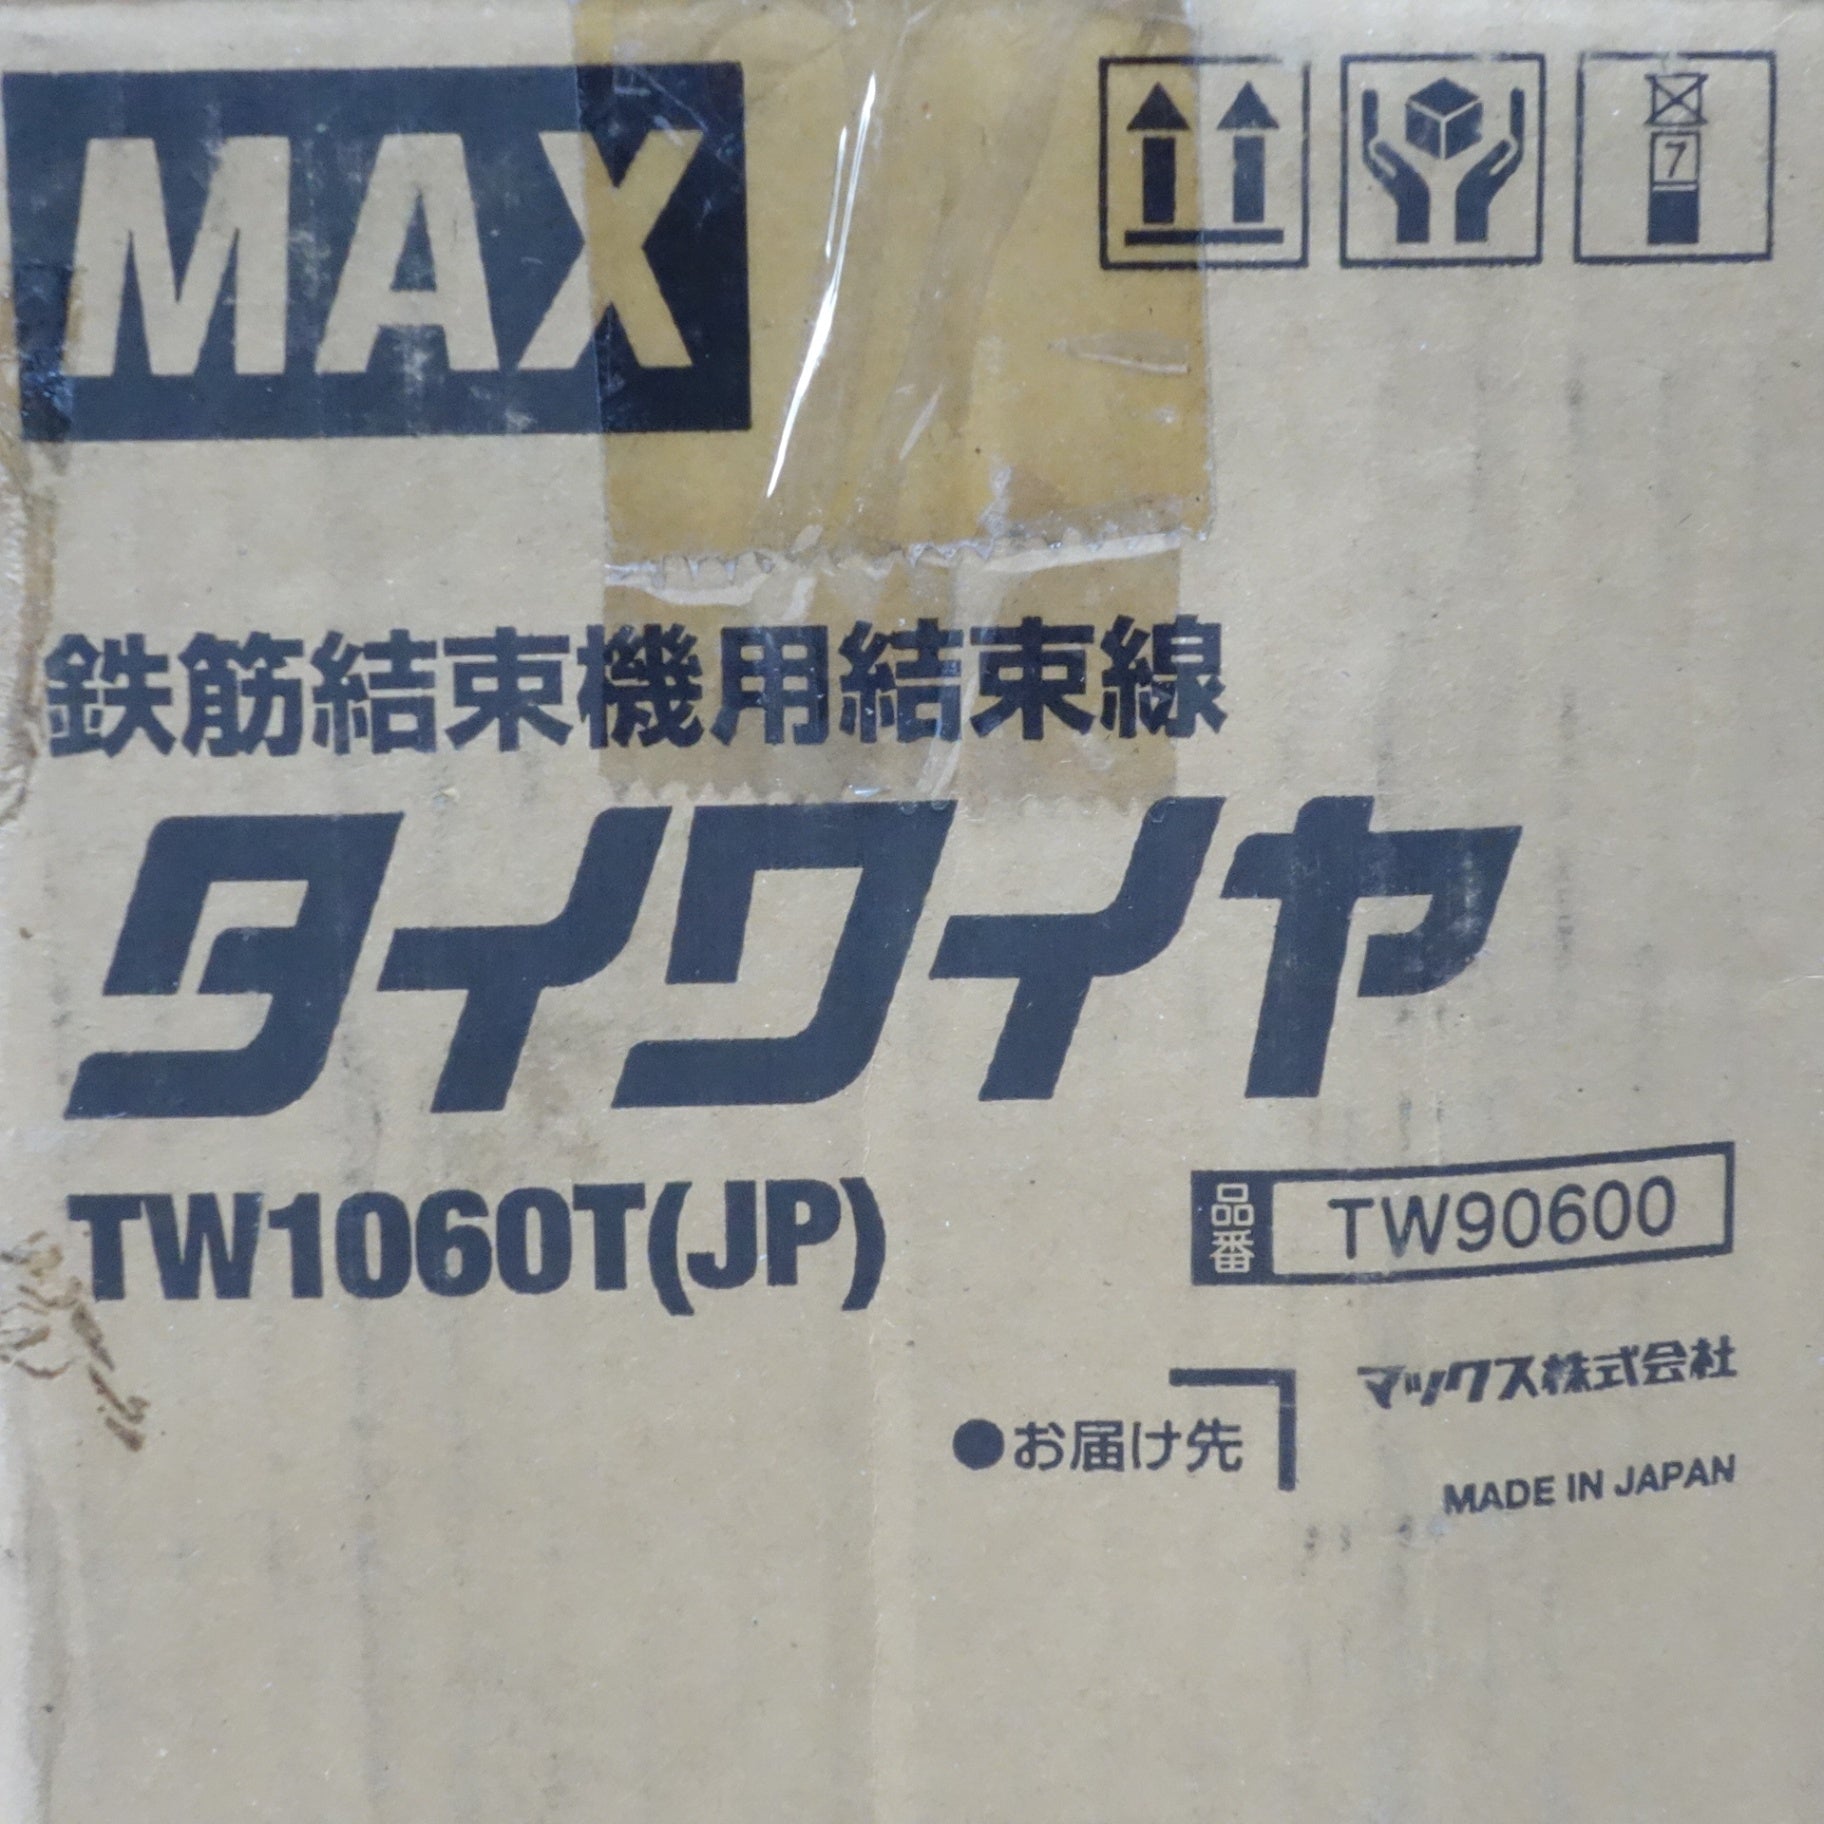 MAX
7
鉄筋結束機用結束線
タイワイヤ
TW1060T(JP)
品番 TW90600
マックス株式会社
●お届け先
MADE IN JAPAN